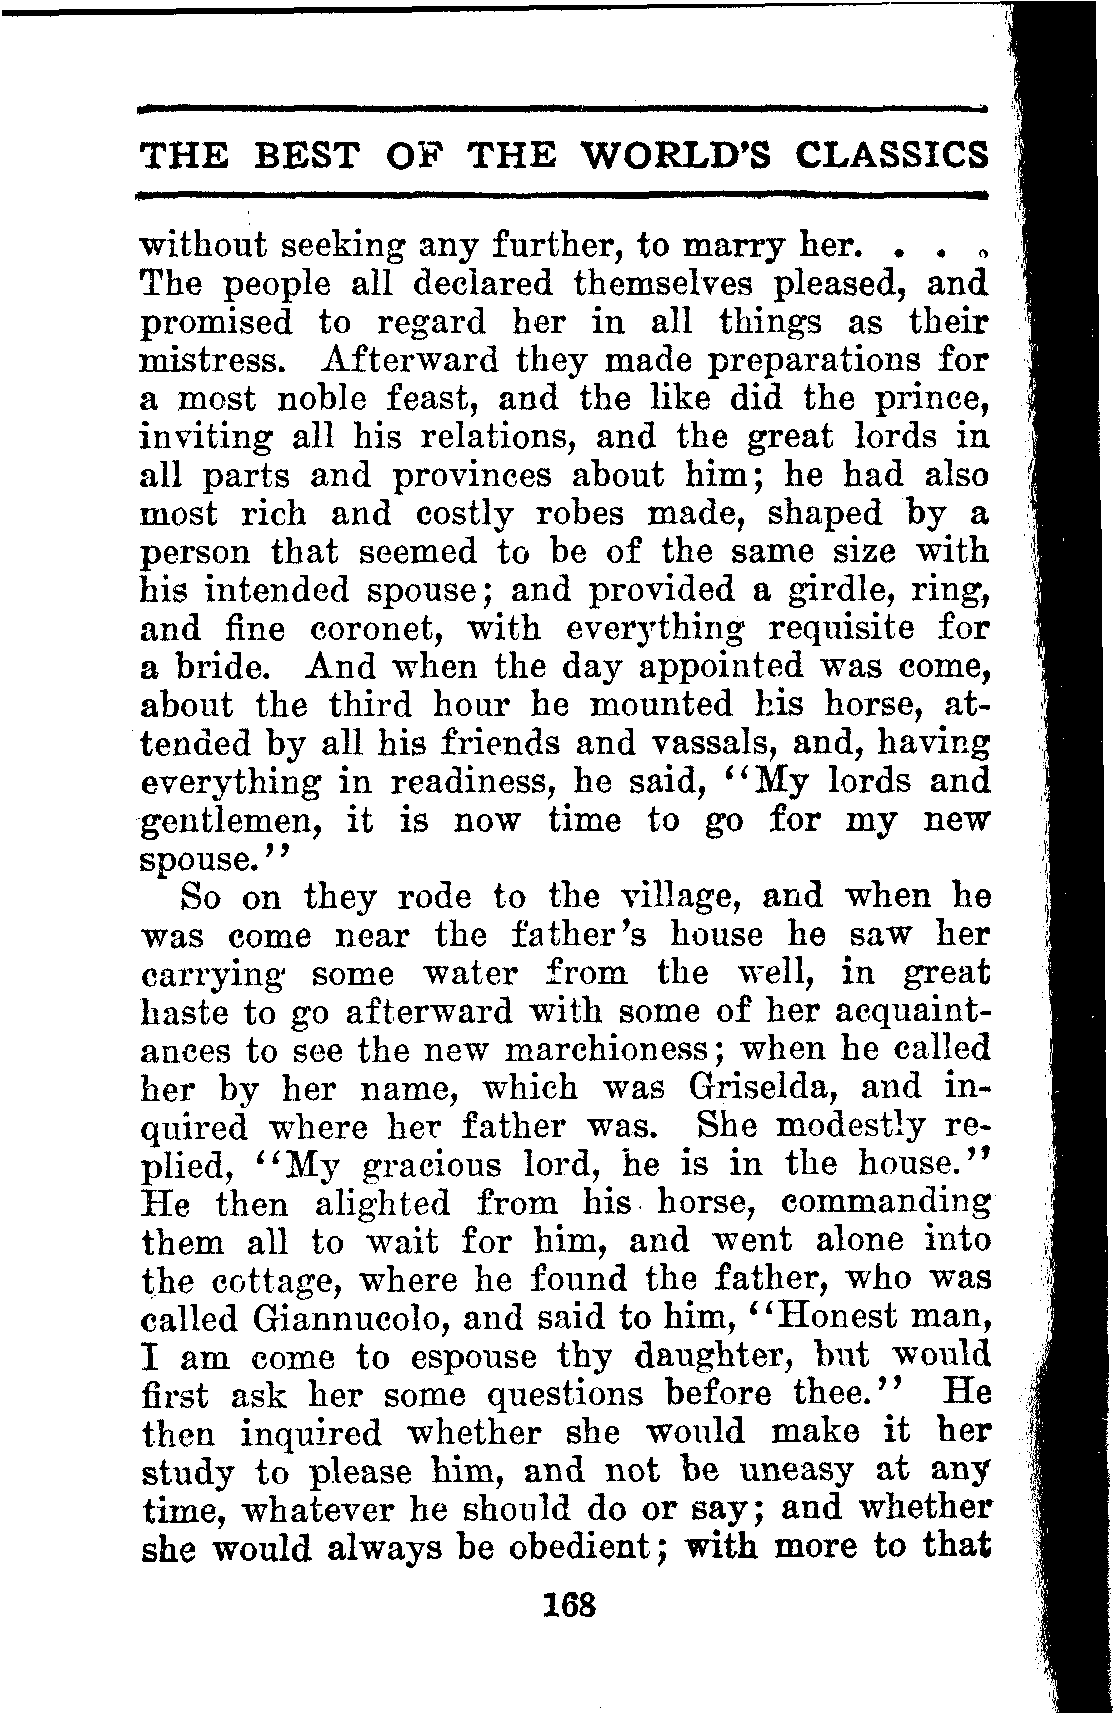 THE BEST OF THE WORLD'S CLASSICS
without seeking any further, to marry her. . . .
The people all declared themselves pleased, and
promised to regard her in all things as their
mistress. Afterward they made preparations for
a most noble feast, and the like did the prince,
inviting all his relations, and the great lords in
all parts and provinces about him; he had also
most rich and costly robes made, shaped by a
person that seemed to be of the same size with
his intended spouse; and provided a girdle, ring,
and fine coronet, with everything requisite for
a bride. And when the day appointed was come,
about the third hour he mounted his horse, at-
tended by all his friends and vassals, and, having
everything in readiness, he said, "My lords and
gentlemen, it is now time to go for my new
spouse."
So on they rode to the village, and when he
was come near the father's house he saw her
carrying some water from the well, in great
haste to go afterward with some of her acquaint-
ances to see the new marchioness; when he called
her by her name, which was Griselda, and in-
quired where her father was. She modestly re-
plied, "My gracious lord, he is in the house."
He then alighted from his horse, commanding
them all to wait for him, and went alone into
the cottage, where he found the father, who was
called Giannucolo, and said to him, "Honest man,
I am come to espouse thy daughter, but would
first ask her some questions before thee." He
then inquired whether she would make it her
study to please him, and not be uneasy at any
time, whatever he should do or say; and whether
she would always be obedient; with more to that
168